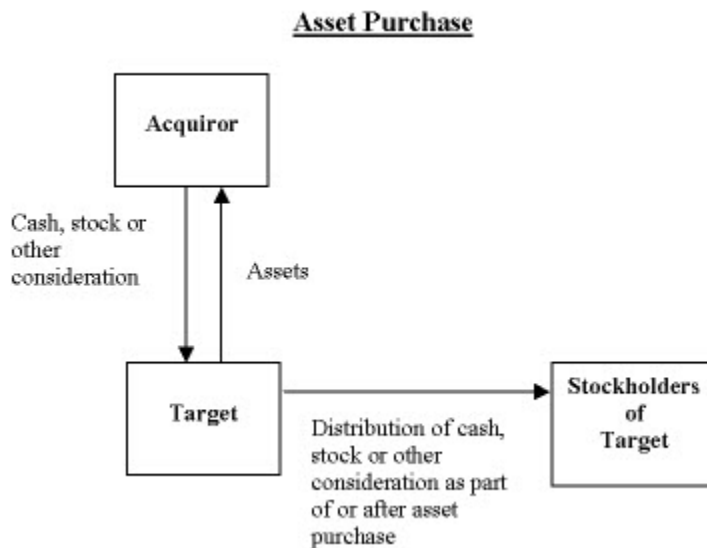 Asset Purchase
Acquiror
Cash, stock or
other
consideration
Assets
Target
Stockholders
of
Target
Distribution of cash,
stock or other
consideration as part
of or after asset
purchase